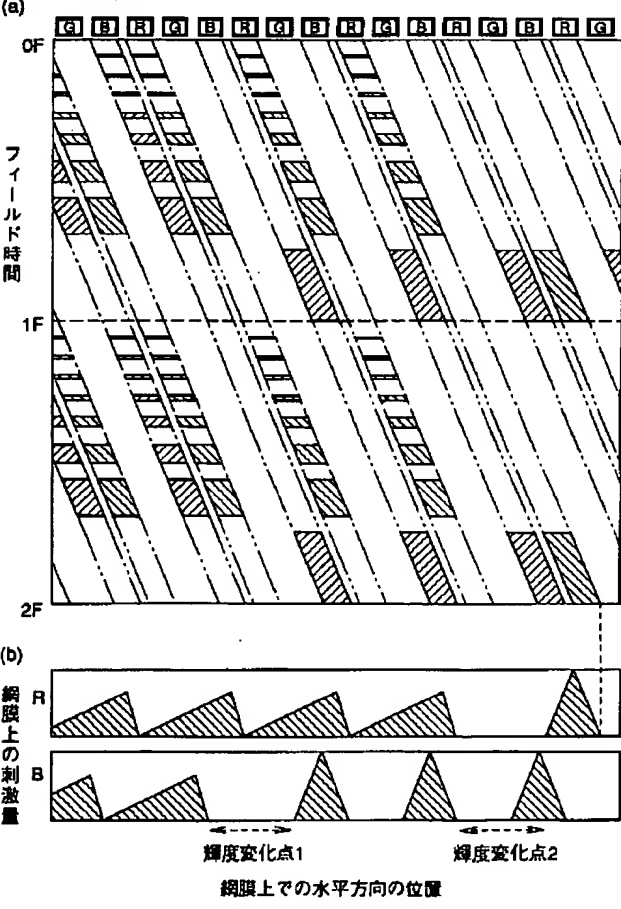 (a)
G B R G B R G B R G B R G B R G
0F
フィールド時間
1F
2F
(b)
網膜上の刺激量
R
B
輝度変化点1 輝度変化点2
網膜上での水平方向の位置